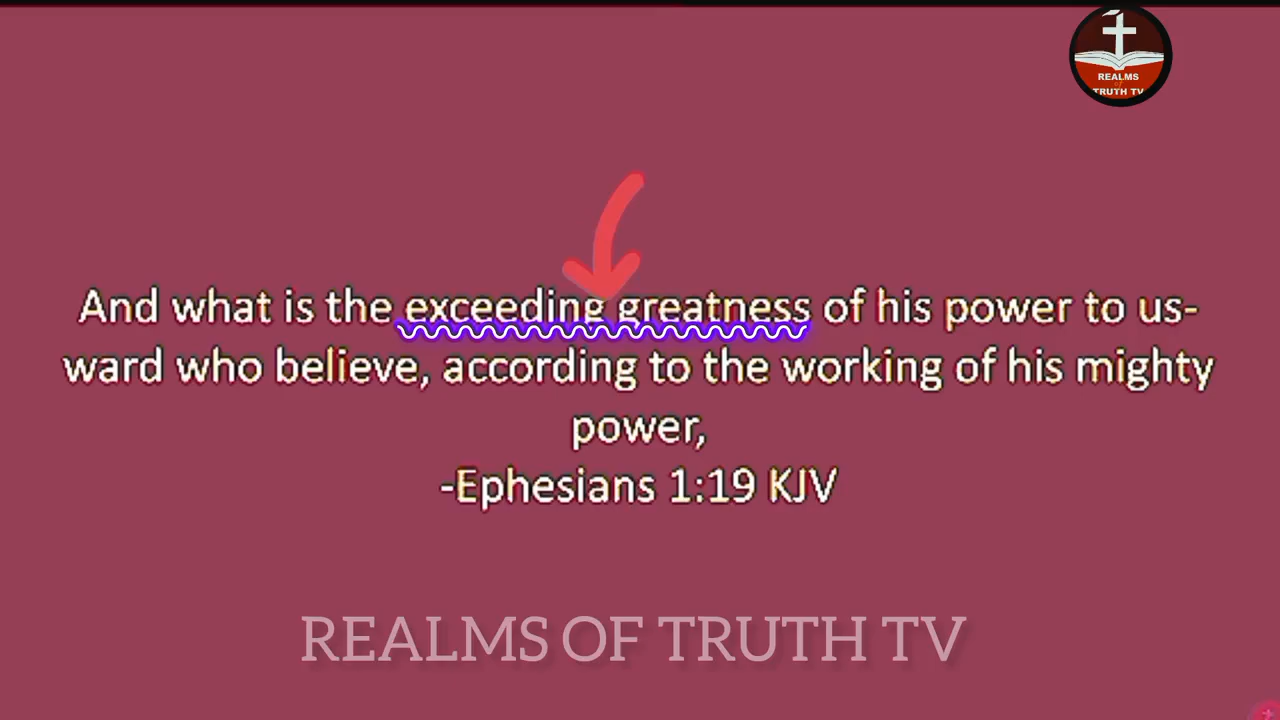 REALMS
of
TRUTH TV
And what is the exceeding greatness of his power to us-
ward who believe, according to the working of his mighty
power,
-Ephesians 1:19 KJV
REALMS OF TRUTH TV